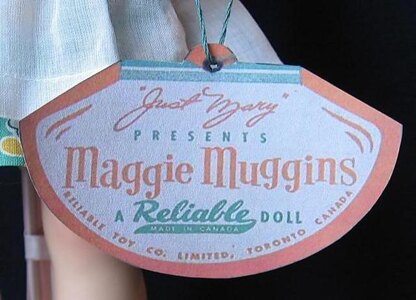 "Just Mary"
PRESENTS
Maggie Muggins
A Reliable DOLL
MADE IN CANADA
RELIABLE TOY CO. LIMITED, TORONTO CANADA